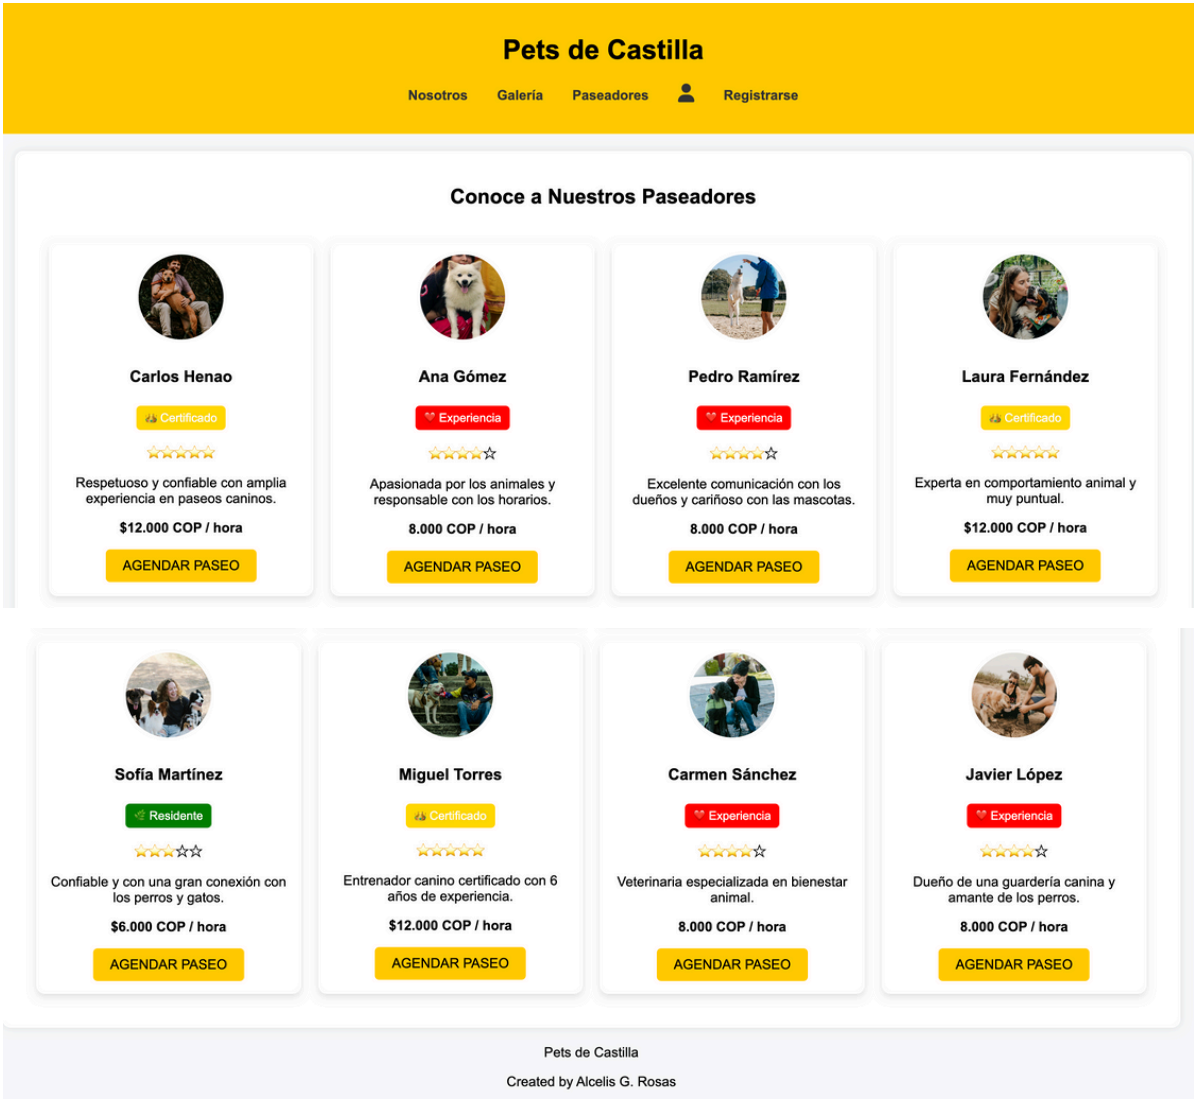 Pets de Castilla
Nosotros Galería Paseadores Registrarse
Conoce a Nuestros Paseadores
Carlos Henao
Certificado
Respetuoso y confiable con amplia
experiencia en paseos caninos.
$12.000 COP / hora
AGENDAR PASEO
Ana Gómez
Experiencia
Apasionada por los animales y
responsable con los horarios.
8.000 COP / hora
AGENDAR PASEO
Pedro Ramírez
Experiencia
Excelente comunicación con los
dueños y cariñoso con las mascotas.
8.000 COP / hora
AGENDAR PASEO
Laura Fernández
Certificado
Experta en comportamiento animal y
muy puntual.
$12.000 COP / hora
AGENDAR PASEO
Sofía Martínez
Residente
Confiable y con una gran conexión con
los perros y gatos.
$6.000 COP / hora
AGENDAR PASEO
Miguel Torres
Certificado
Entrenador canino certificado con 6
años de experiencia.
$12.000 COP / hora
AGENDAR PASEO
Carmen Sánchez
Experiencia
Veterinaria especializada en bienestar
animal.
8.000 COP / hora
AGENDAR PASEO
Javier López
Experiencia
Dueño de una guardería canina y
amante de los perros.
8.000 COP / hora
AGENDAR PASEO
Pets de Castilla
Created by Alcelis G. Rosas